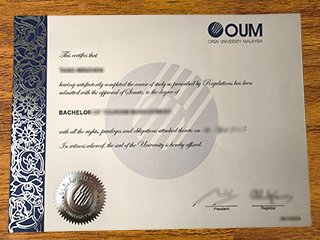 OUM
OPEN UNIVERSITY MALAYSIA
This certifies that
having satisfactorily completed the course of study as presented by Regulations has been
admitted with the approval of Senate, to the degree of
BACHELOR
with all the rights, privileges and obligations attached thereto on
In witness whereof, the seal of the University is hereby affixed.
President
Registrar